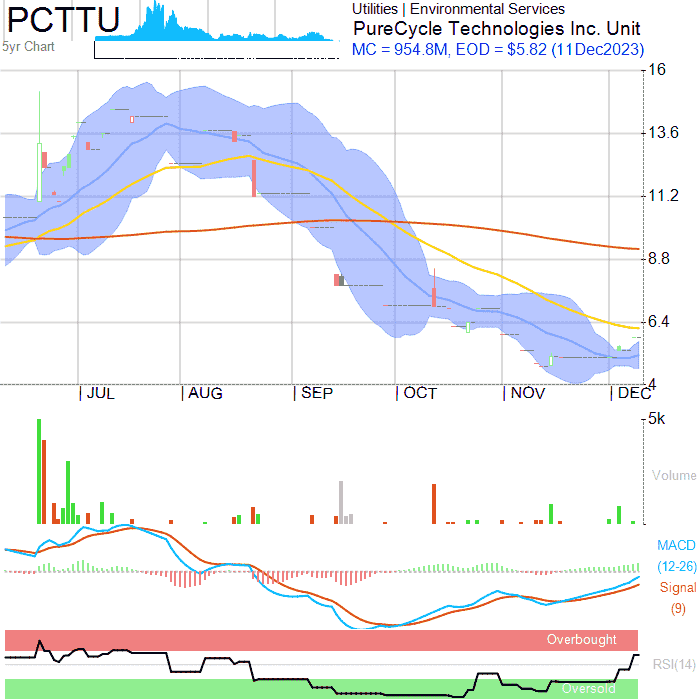 PCTTU
Utilities | Environmental Services
PureCycle Technologies Inc. Unit
5yr Chart
MC = 954.8M, EOD = $5.82 (11Dec2023)
16
13.6
11.2
8.8
6.4
4
JUL
AUG
SEP
OCT
NOV
DEC
5k
Volume
MACD
(12-26)
Signal
(9)
Overbought
RSI(14)
Oversold